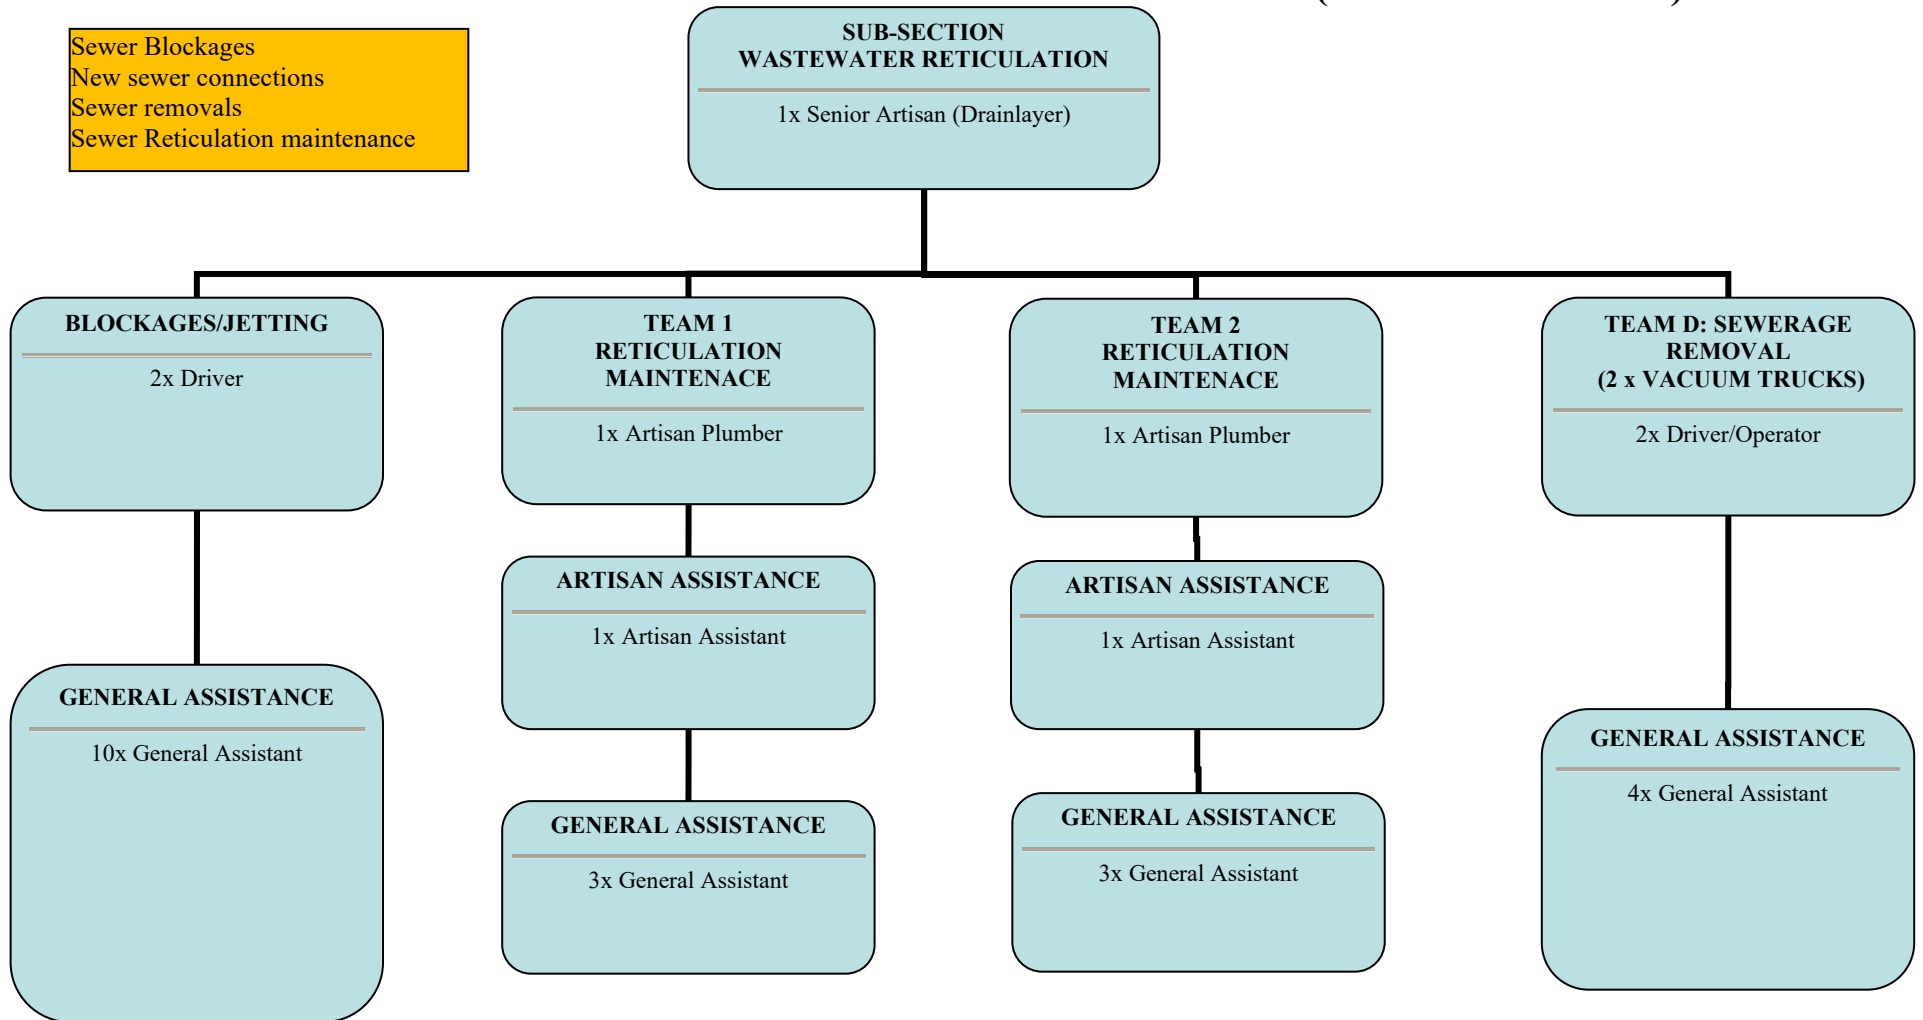 Sewer Blockages
New sewer connections
Sewer removals
Sewer Reticulation maintenance
SUB-SECTION
WASTEWATER RETICULATION
1x Senior Artisan (Drainlayer)
BLOCKAGES/JETTING
2x Driver
GENERAL ASSISTANCE
10x General Assistant
TEAM 1
RETICULATION
MAINTENACE
1x Artisan Plumber
ARTISAN ASSISTANCE
1x Artisan Assistant
GENERAL ASSISTANCE
3x General Assistant
TEAM 2
RETICULATION
MAINTENACE
1x Artisan Plumber
ARTISAN ASSISTANCE
1x Artisan Assistant
GENERAL ASSISTANCE
3x General Assistant
TEAM D: SEWERAGE
REMOVAL
(2 x VACUUM TRUCKS)
2x Driver/Operator
GENERAL ASSISTANCE
4x General Assistant